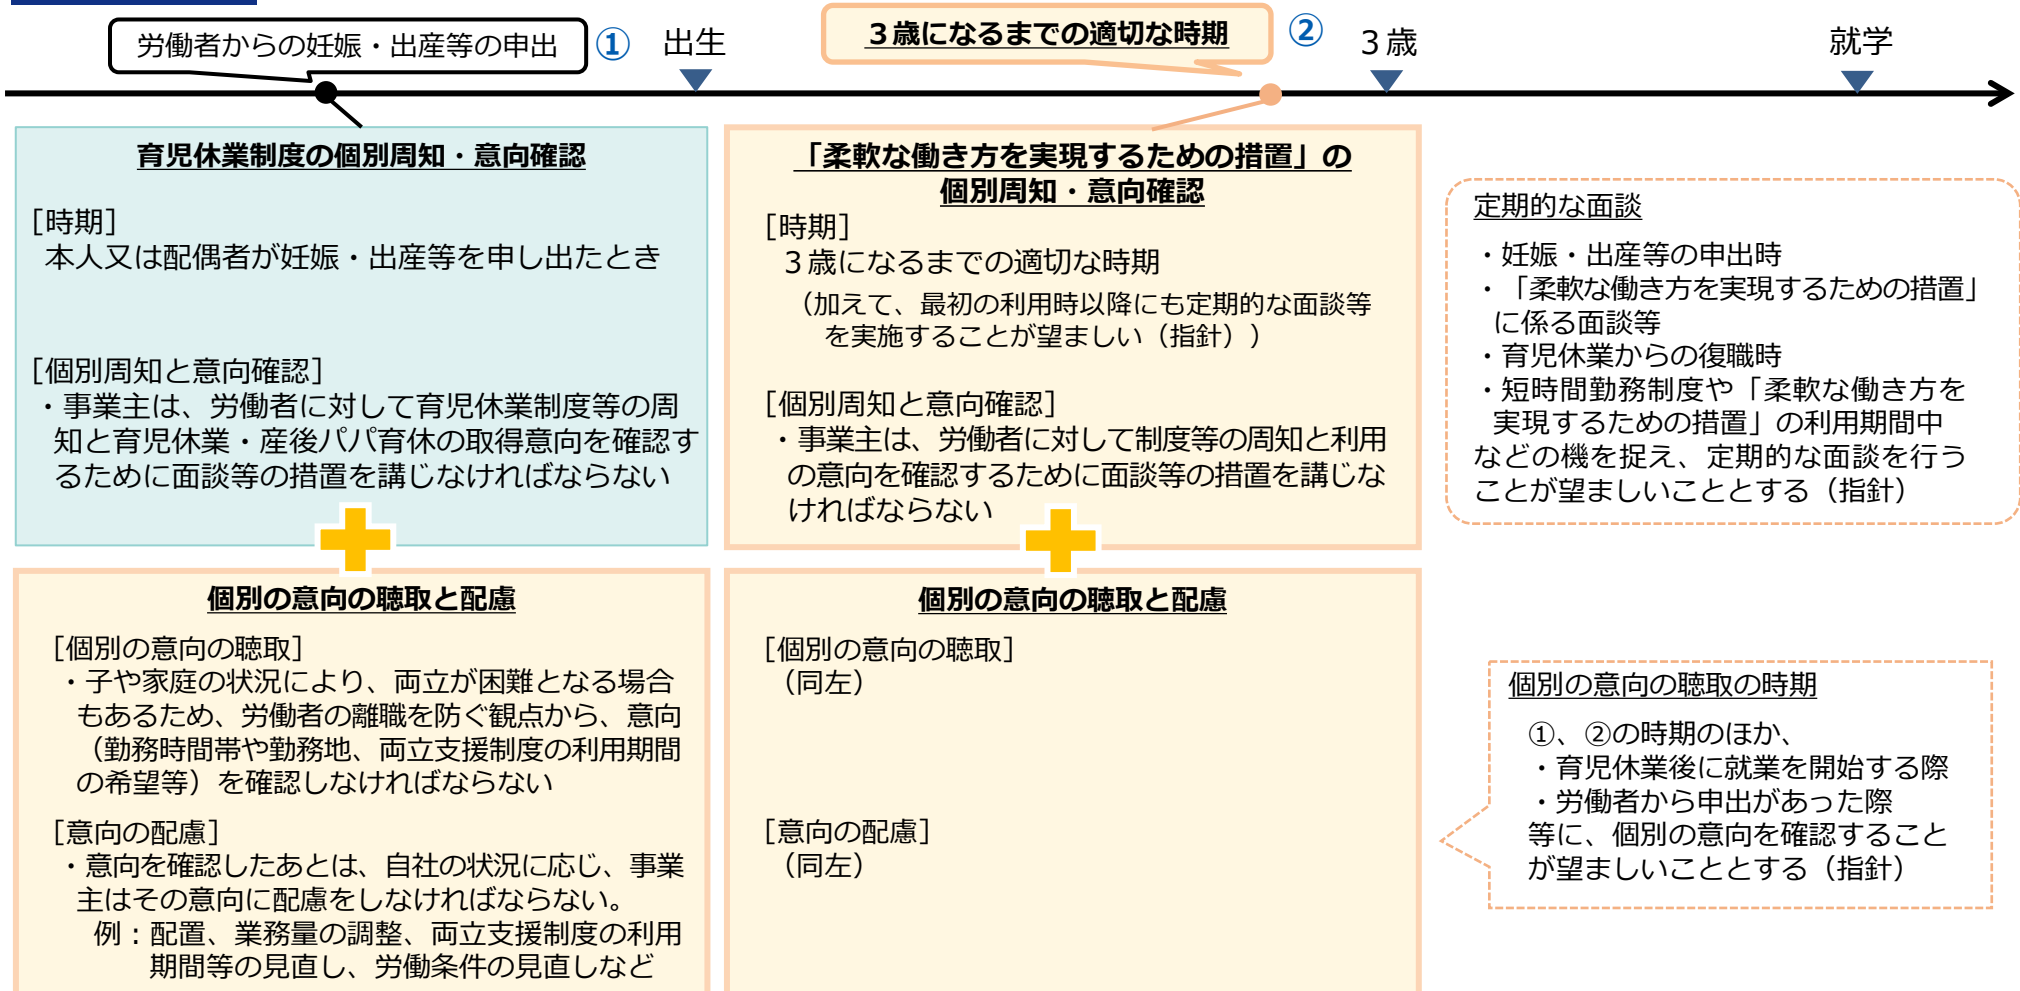 労働者からの妊娠・出産等の申出
①
出生
３歳になるまでの適切な時期
②
３歳
就学
育児休業制度の個別周知・意向確認
［時期］
本人又は配偶者が妊娠・出産等を申し出たとき
［個別周知と意向確認］
・事業主は、労働者に対して育児休業制度等の周
知と育児休業・産後パパ育休の取得意向を確認す
るために面談等の措置を講じなければならない
「柔軟な働き方を実現するための措置」の
個別周知・意向確認
［時期］
３歳になるまでの適切な時期
（加えて、最初の利用時以降にも定期的な面談等
を実施することが望ましい（指針））
［個別周知と意向確認］
・事業主は、労働者に対して制度等の周知と利用
の意向を確認するために面談等の措置を講じな
ければならない
定期的な面談
・妊娠・出産等の申出時
・「柔軟な働き方を実現するための措置」
に係る面談等
・育児休業からの復職時
・短時間勤務制度や「柔軟な働き方を
実現するための措置」の利用期間中
などの機を捉え、定期的な面談を行う
ことが望ましいこととする（指針）
個別の意向の聴取と配慮
［個別の意向の聴取］
・子や家庭の状況により、両立が困難となる場合
もあるため、労働者の離職を防ぐ観点から、意向
（勤務時間帯や勤務地、両立支援制度の利用期間
の希望等）を確認しなければならない
［意向の配慮］
・意向を確認したあとは、自社の状況に応じ、事業
主はその意向に配慮をしなければならない。
例：配置、業務量の調整、両立支援制度の利用
期間等の見直し、労働条件の見直しなど
個別の意向の聴取と配慮
［個別の意向の聴取］
（同左）
［意向の配慮］
（同左）
個別の意向の聴取の時期
①、②の時期のほか、
・育児休業後に就業を開始する際
・労働者から申出があった際
等に、個別の意向を確認すること
が望ましいこととする（指針）